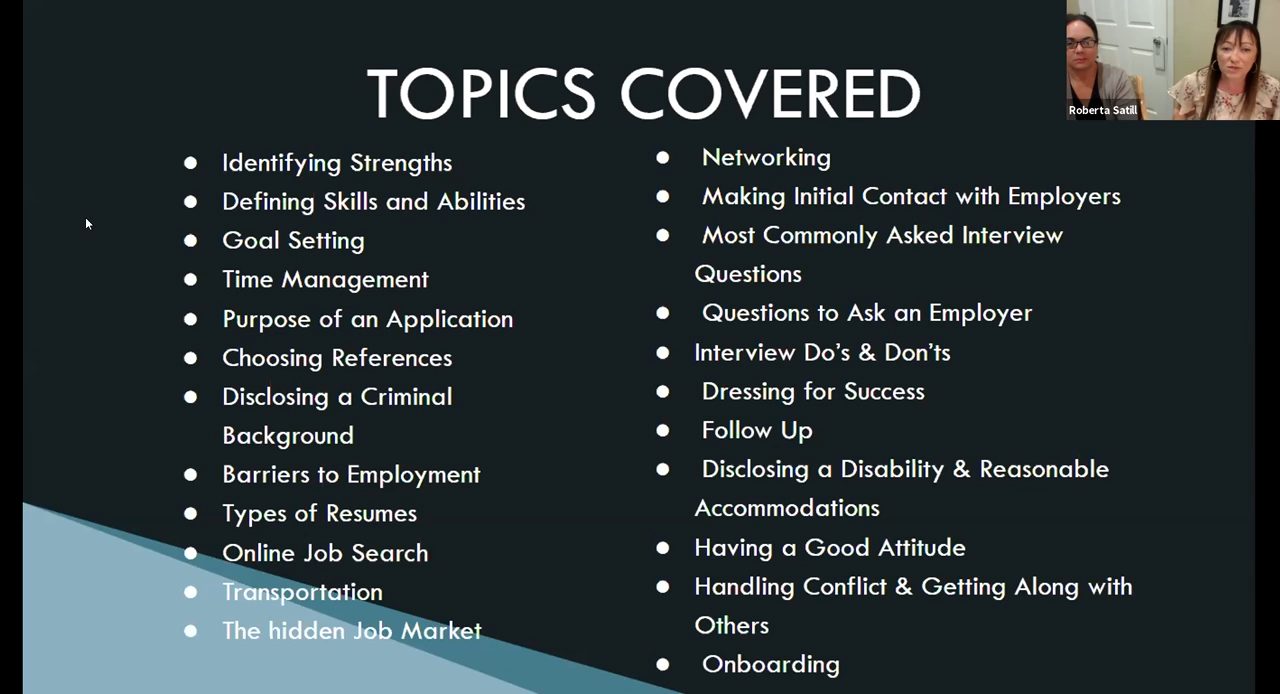 TOPICS COVERED
● Identifying Strengths
● Defining Skills and Abilities
● Goal Setting
● Time Management
● Purpose of an Application
● Choosing References
● Disclosing a Criminal
Background
● Barriers to Employment
● Types of Resumes
● Online Job Search
● Transportation
● The hidden Job Market
● Networking
● Making Initial Contact with Employers
● Most Commonly Asked Interview
Questions
● Questions to Ask an Employer
● Interview Do’s & Don’ts
● Dressing for Success
● Follow Up
● Disclosing a Disability & Reasonable
Accommodations
● Having a Good Attitude
● Handling Conflict & Getting Along with
Others
● Onboarding
Roberta Satill